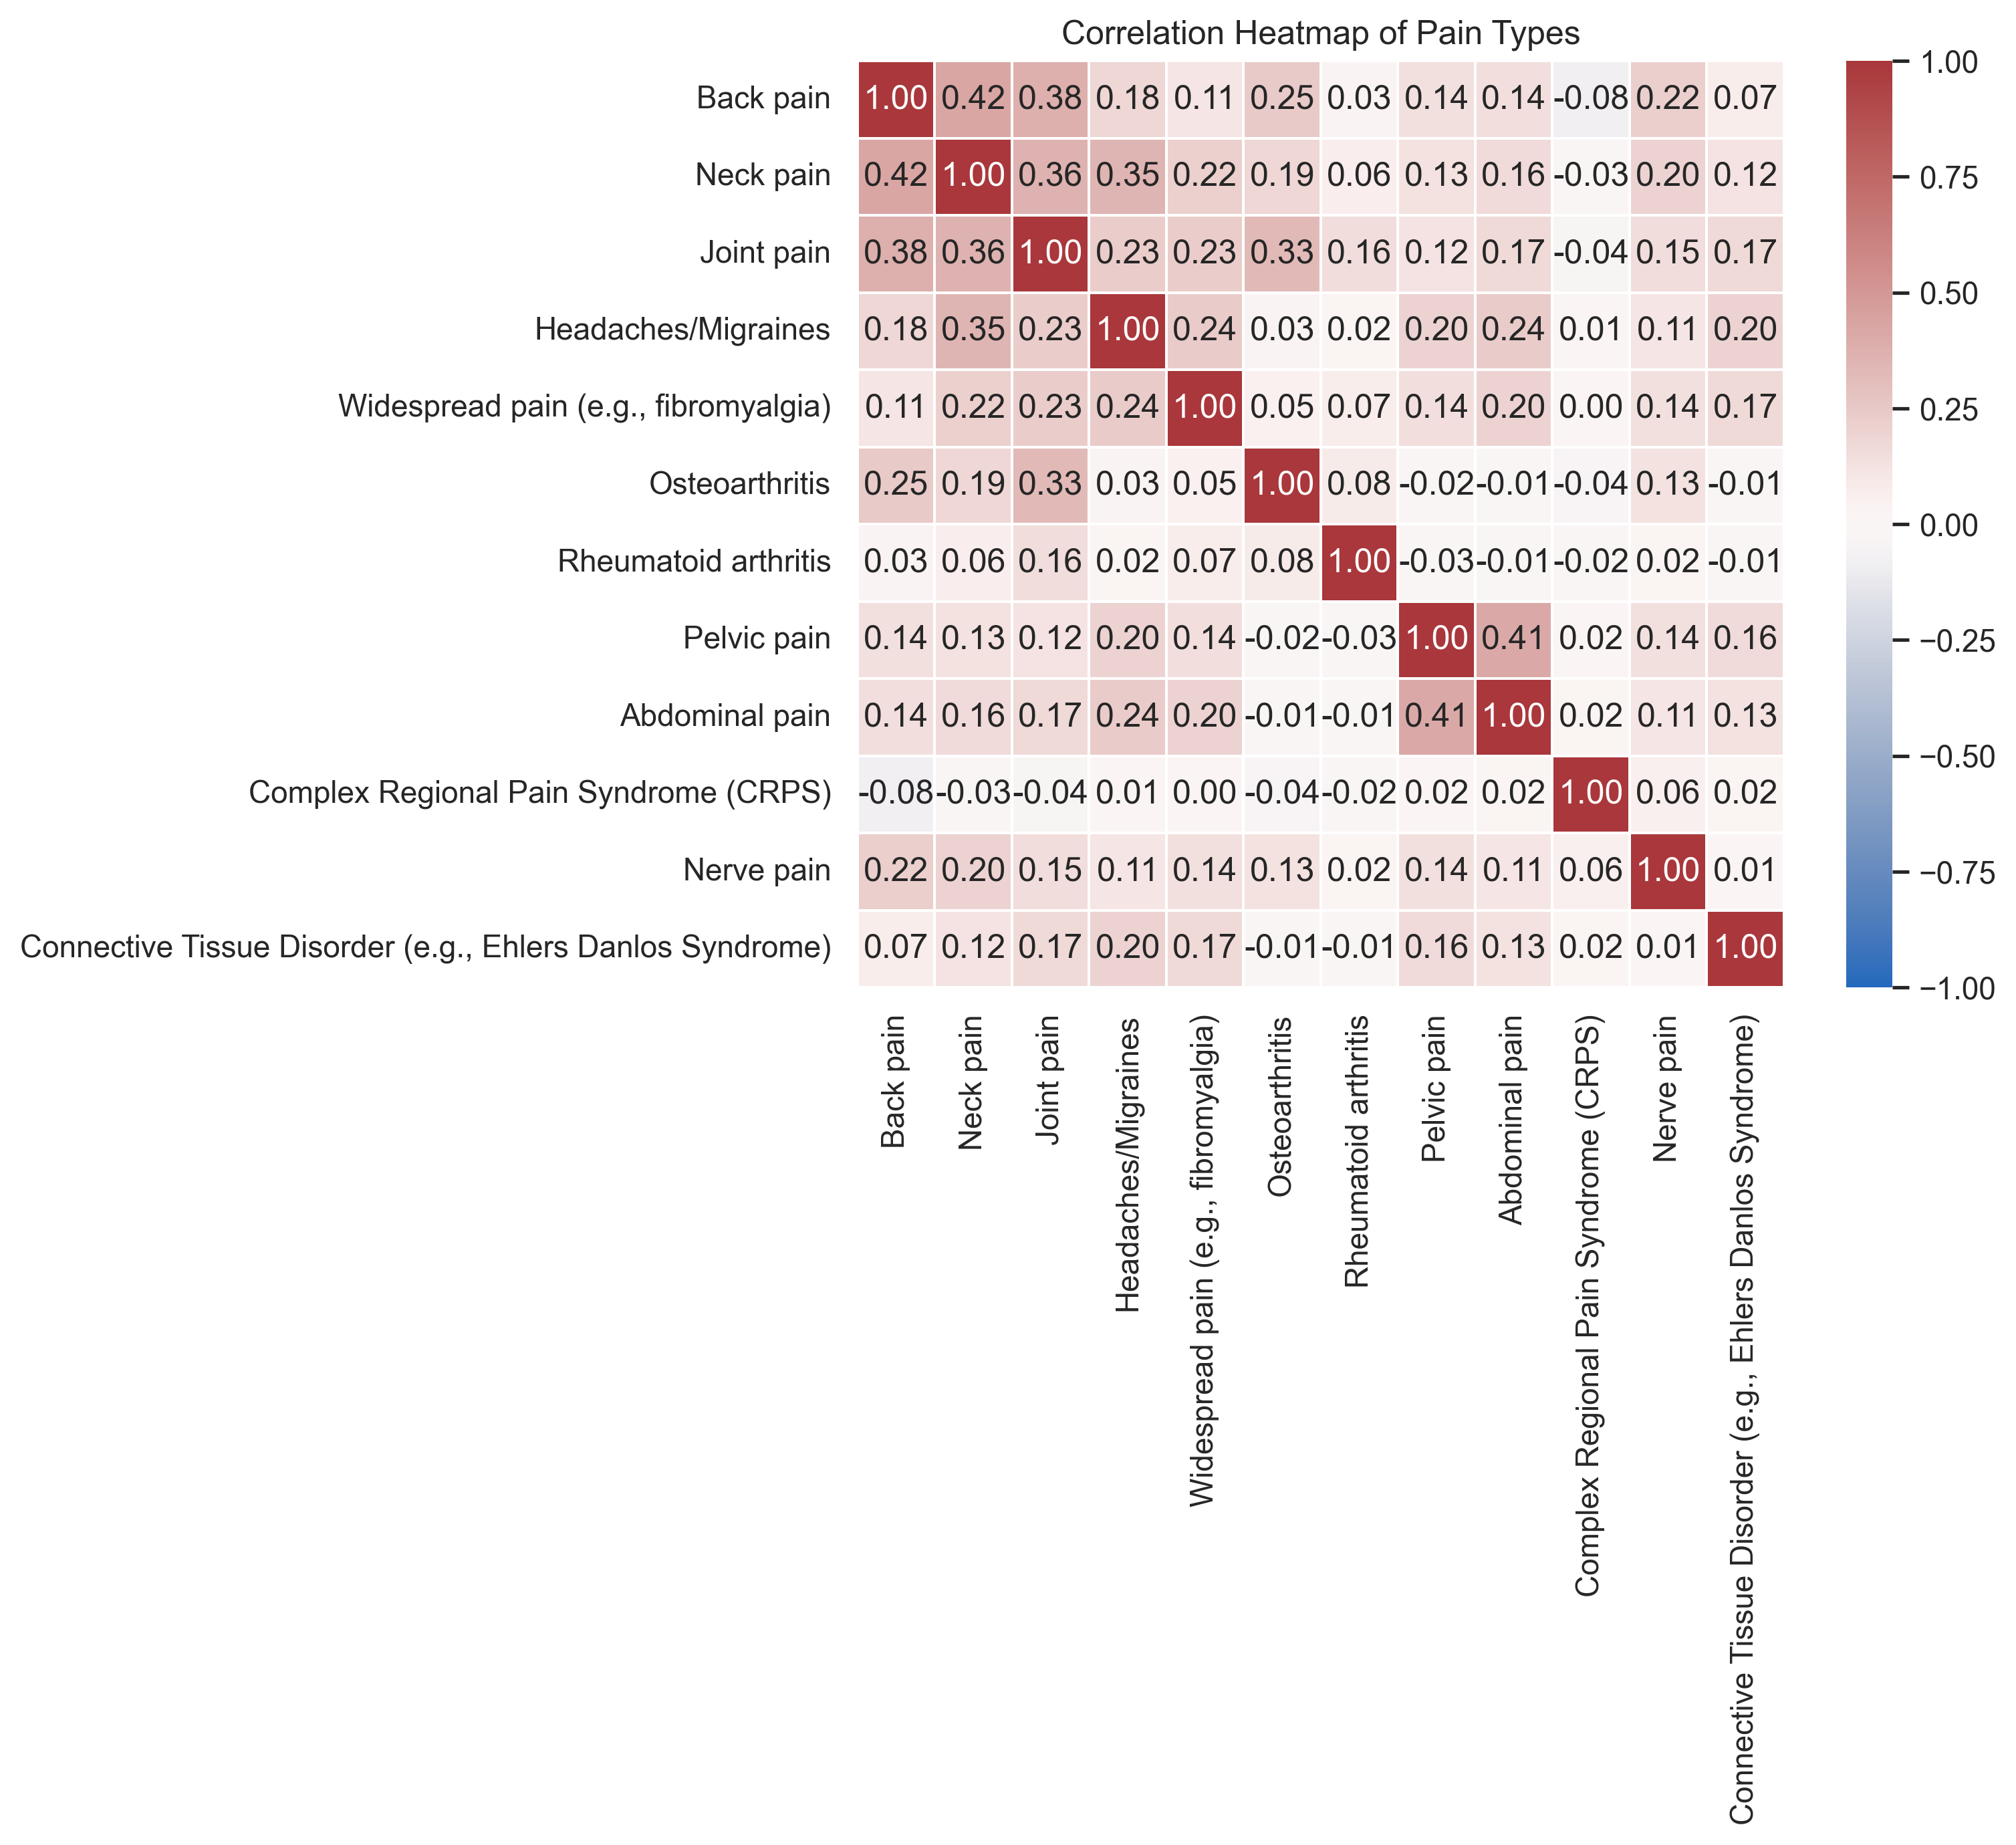 Correlation Heatmap of Pain Types
Back pain 1.00 0.42 0.38 0.18 0.11 0.25 0.03 0.14 0.14 -0.08 0.22 0.07
Neck pain 0.42 1.00 0.36 0.35 0.22 0.19 0.06 0.13 0.16 -0.03 0.20 0.12
Joint pain 0.38 0.36 1.00 0.23 0.23 0.33 0.16 0.12 0.17 -0.04 0.15 0.17
Headaches/Migraines 0.18 0.35 0.23 1.00 0.24 0.03 0.02 0.20 0.24 0.01 0.11 0.20
Widespread pain (e.g., fibromyalgia) 0.11 0.22 0.23 0.24 1.00 0.05 0.07 0.14 0.20 0.00 0.14 0.17
Osteoarthritis 0.25 0.19 0.33 0.03 0.05 1.00 0.08 -0.02 -0.01 -0.04 0.13 -0.01
Rheumatoid arthritis 0.03 0.06 0.16 0.02 0.07 0.08 1.00 -0.03 -0.01 -0.02 0.02 -0.01
Pelvic pain 0.14 0.13 0.12 0.20 0.14 -0.02 -0.03 1.00 0.41 0.02 0.14 0.16
Abdominal pain 0.14 0.16 0.17 0.24 0.20 -0.01 -0.01 0.41 1.00 0.02 0.11 0.13
Complex Regional Pain Syndrome (CRPS) -0.08 -0.03 -0.04 0.01 0.00 -0.04 -0.02 0.02 0.02 1.00 0.06 0.02
Nerve pain 0.22 0.20 0.15 0.11 0.14 0.13 0.02 0.14 0.11 0.06 1.00 0.01
Connective Tissue Disorder (e.g., Ehlers Danlos Syndrome) 0.07 0.12 0.17 0.20 0.17 -0.01 -0.01 0.16 0.13 0.02 0.01 1.00
Back pain
Neck pain
Joint pain
Headaches/Migraines
Widespread pain (e.g., fibromyalgia)
Osteoarthritis
Rheumatoid arthritis
Pelvic pain
Abdominal pain
Complex Regional Pain Syndrome (CRPS)
Nerve pain
Connective Tissue Disorder (e.g., Ehlers Danlos Syndrome)
1.00
0.75
0.50
0.25
0.00
−0.25
−0.50
−0.75
−1.00